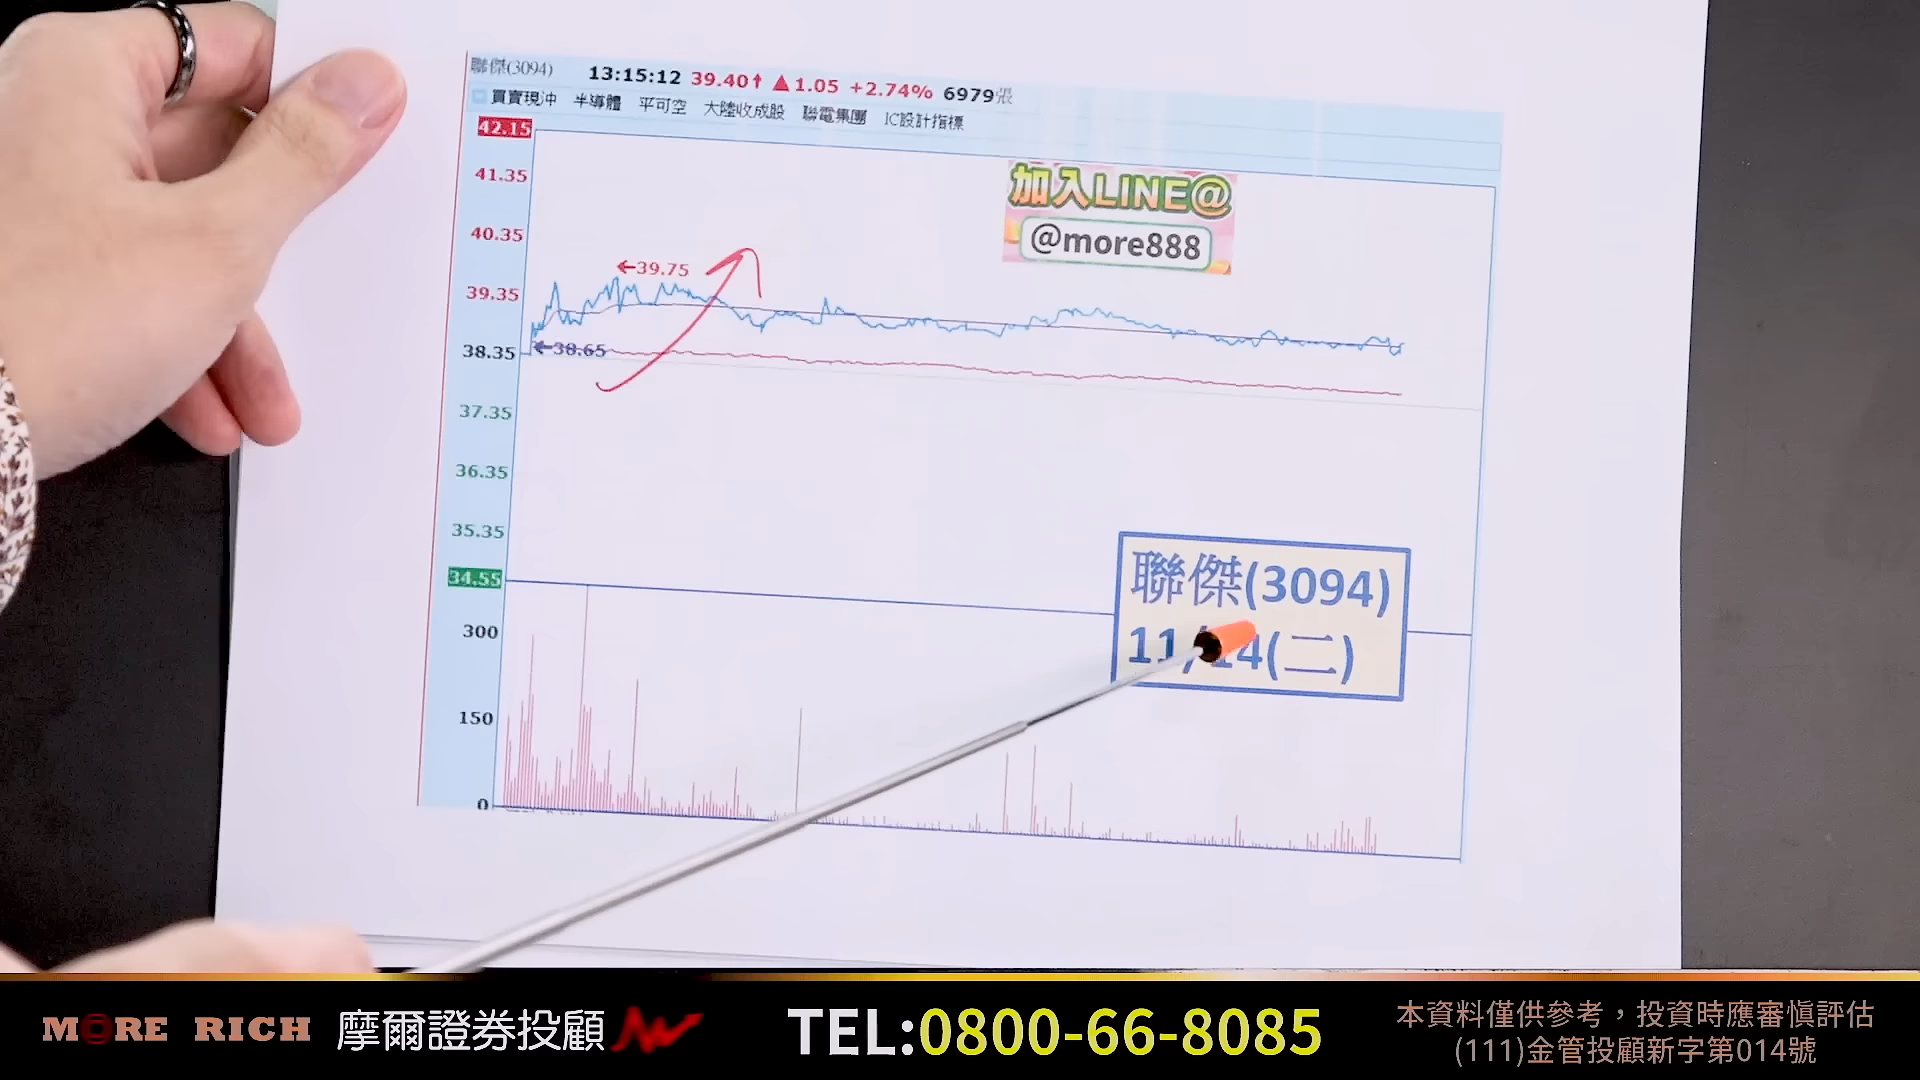 聯傑(3094) 13:15:12 39.40↑ ▲1.05 +2.74% 6979張
買賣現沖 半導體 平可空 大陸收成股 聯電集團 IC設計指標
42.15
41.35
40.35
39.35
38.35
37.35
36.35
35.35
34.55
300
150
0
←39.75
←38.65
加入LINE@
@more888
聯傑(3094)
11/14(二)
MORE RICH 摩爾證券投顧
TEL:0800-66-8085
本資料僅供參考，投資時應審慎評估
(111)金管投顧新字第014號